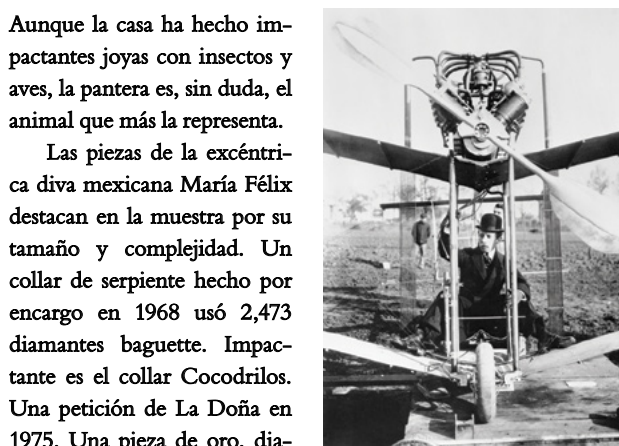 Aunque la casa ha hecho im-
pactantes joyas con insectos y
aves, la pantera es, sin duda, el
animal que más la representa.
Las piezas de la excéntri-
ca diva mexicana María Félix
destacan en la muestra por su
tamaño y complejidad. Un
collar de serpiente hecho por
encargo en 1968 usó 2,473
diamantes baguette. Impac-
tante es el collar Cocodrilos.
Una petición de La Doña en
1975. Una pieza de oro, dia-